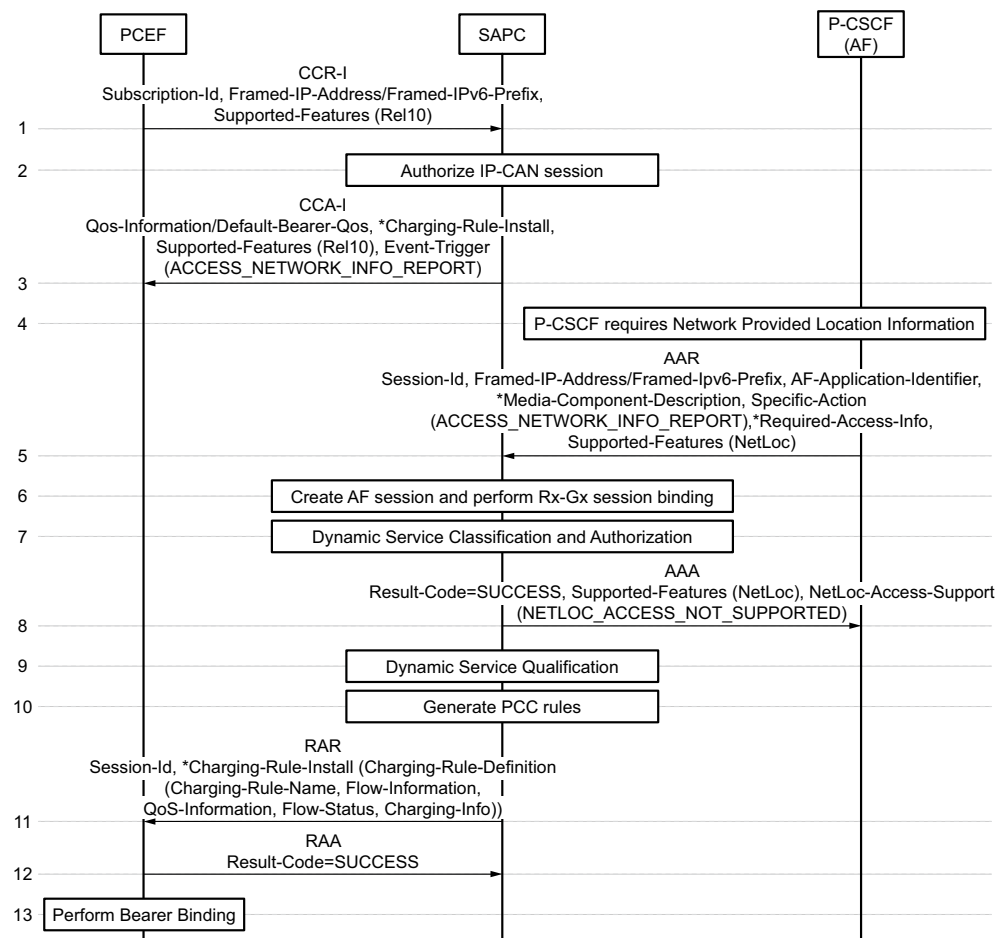 PCEF
SAPC
P-CSCF
(AF)
CCR-I
Subscription-Id, Framed-IP-Address/Framed-IPv6-Prefix,
Supported-Features (Rel10)
1
2
Authorize IP-CAN session
CCA-I
Qos-Information/Default-Bearer-Qos, *Charging-Rule-Install,
Supported-Features (Rel10), Event-Trigger
(ACCESS_NETWORK_INFO_REPORT)
3
4
P-CSCF requires Network Provided Location Information
AAR
Session-Id, Framed-IP-Address/Framed-Ipv6-Prefix, AF-Application-Identifier,
*Media-Component-Description, Specific-Action
(ACCESS_NETWORK_INFO_REPORT),*Required-Access-Info,
Supported-Features (NetLoc)
5
6
Create AF session and perform Rx-Gx session binding
7
Dynamic Service Classification and Authorization
AAA
Result-Code=SUCCESS, Supported-Features (NetLoc), NetLoc-Access-Support
(NETLOC_ACCESS_NOT_SUPPORTED)
8
9
Dynamic Service Qualification
10
Generate PCC rules
RAR
Session-Id, *Charging-Rule-Install (Charging-Rule-Definition
(Charging-Rule-Name, Flow-Information,
QoS-Information, Flow-Status, Charging-Info))
11
RAA
Result-Code=SUCCESS
12
13
Perform Bearer Binding